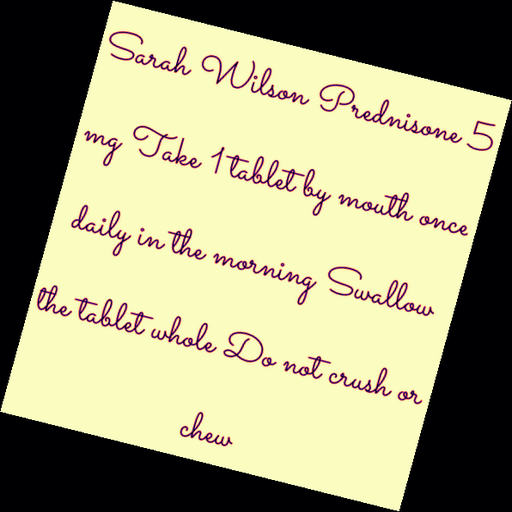 Sarah Wilson Prednisone 5
mg Take 1 tablet by mouth once
daily in the morning Swallow
the tablet whole Do not crush or
chew